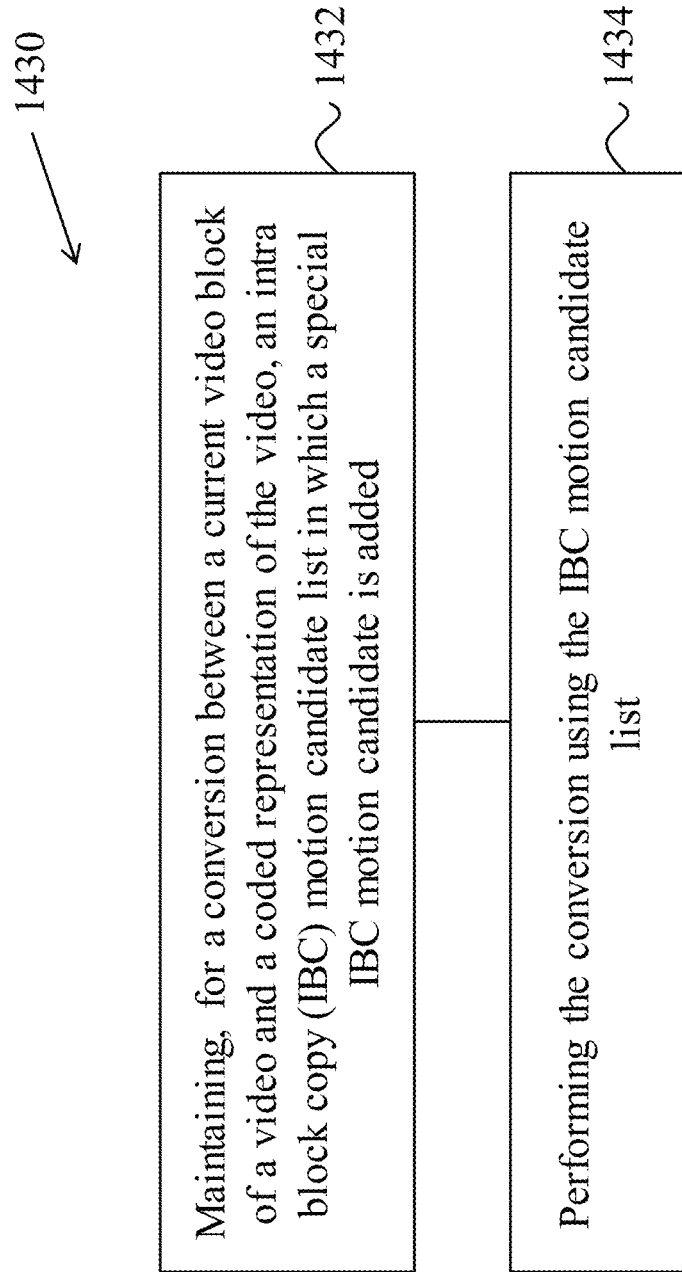 1430
Maintaining, for a conversion between a current video block
of a video and a coded representation of the video, an intra
block copy (IBC) motion candidate list in which a special
IBC motion candidate is added
1432
Performing the conversion using the IBC motion candidate
list
1434